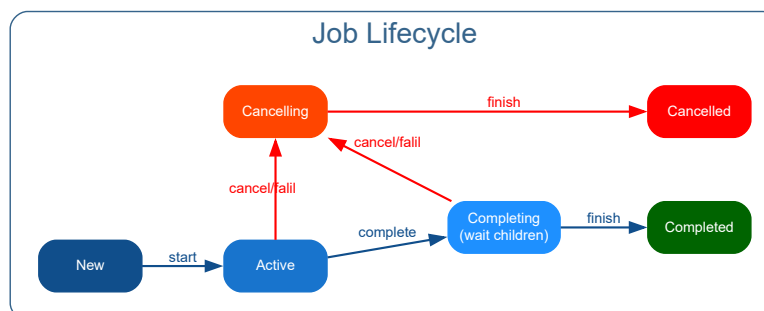 Job Lifecycle
Cancelling
finish
Cancelled
cancel/falil
cancel/falil
Completing
(wait children)
finish
Completed
complete
New
start
Active